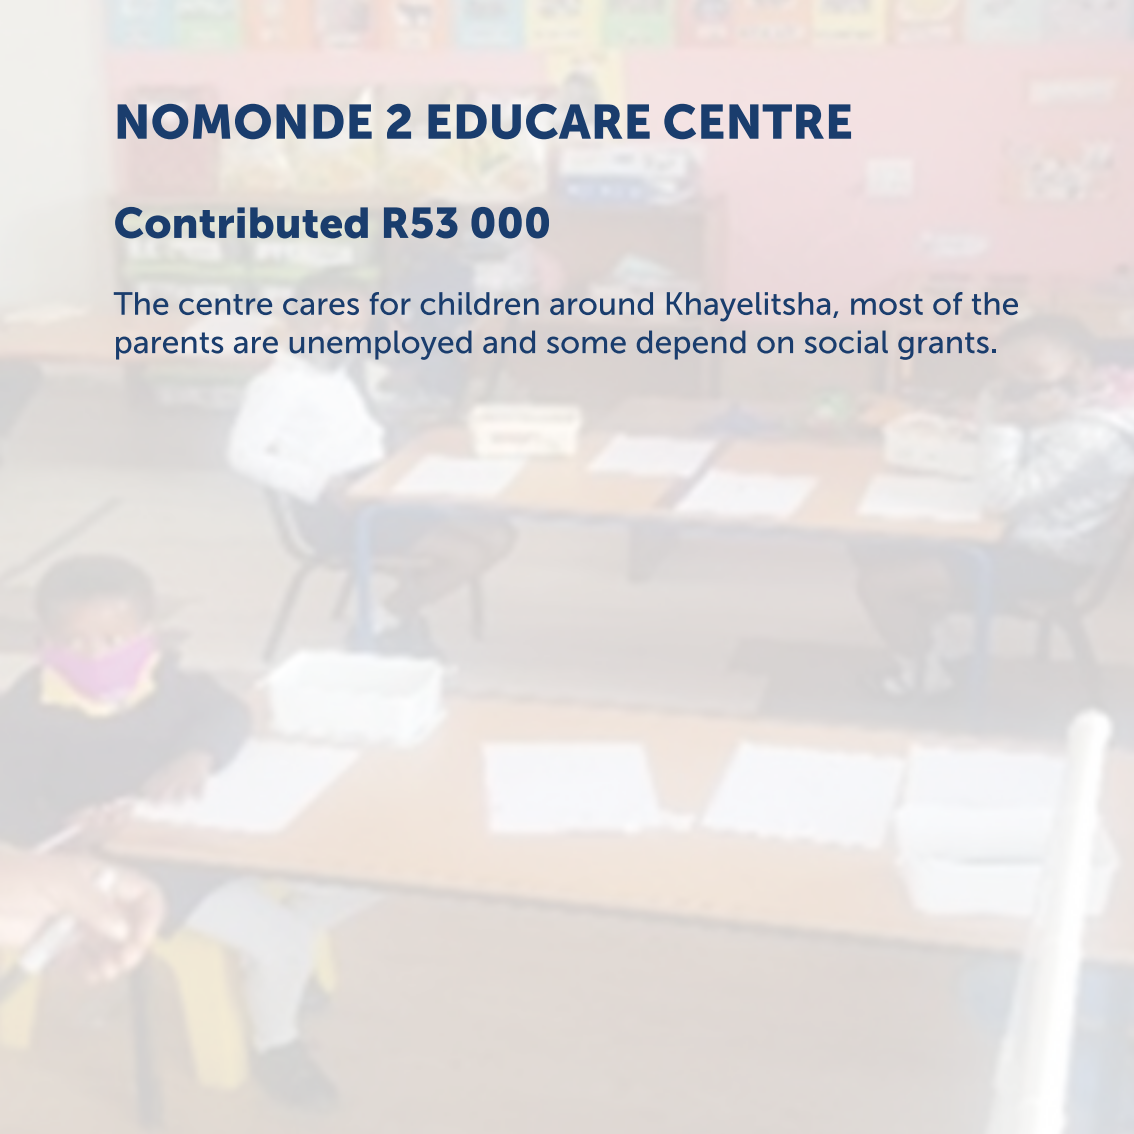 NOMONDE 2 EDUCARE CENTRE
Contributed R53 000
The centre cares for children around Khayelitsha, most of the
parents are unemployed and some depend on social grants.